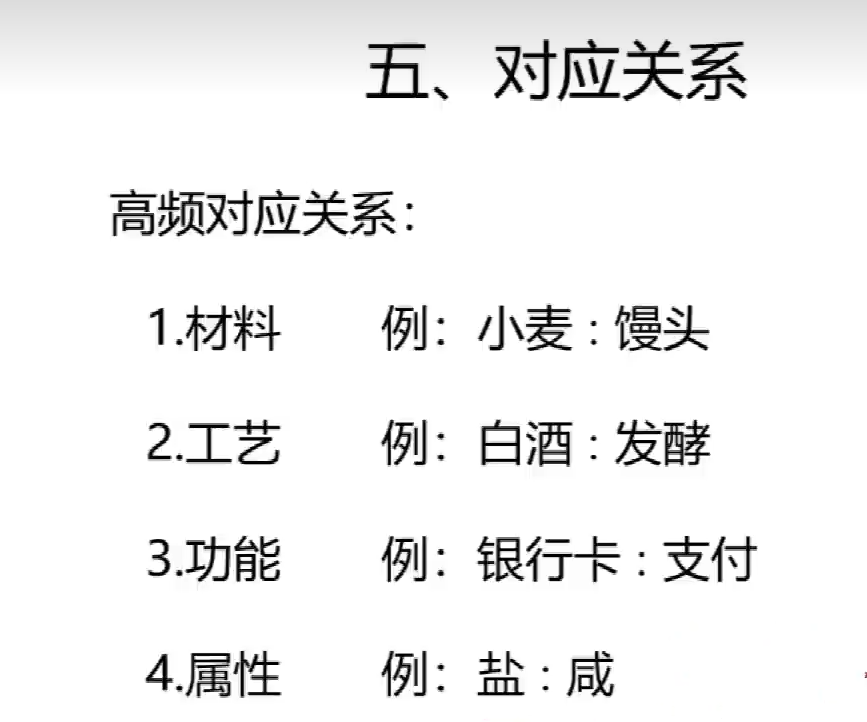 五、对应关系
高频对应关系：
1.材料 例：小麦：馒头
2.工艺 例：白酒：发酵
3.功能 例：银行卡：支付
4.属性 例：盐：咸